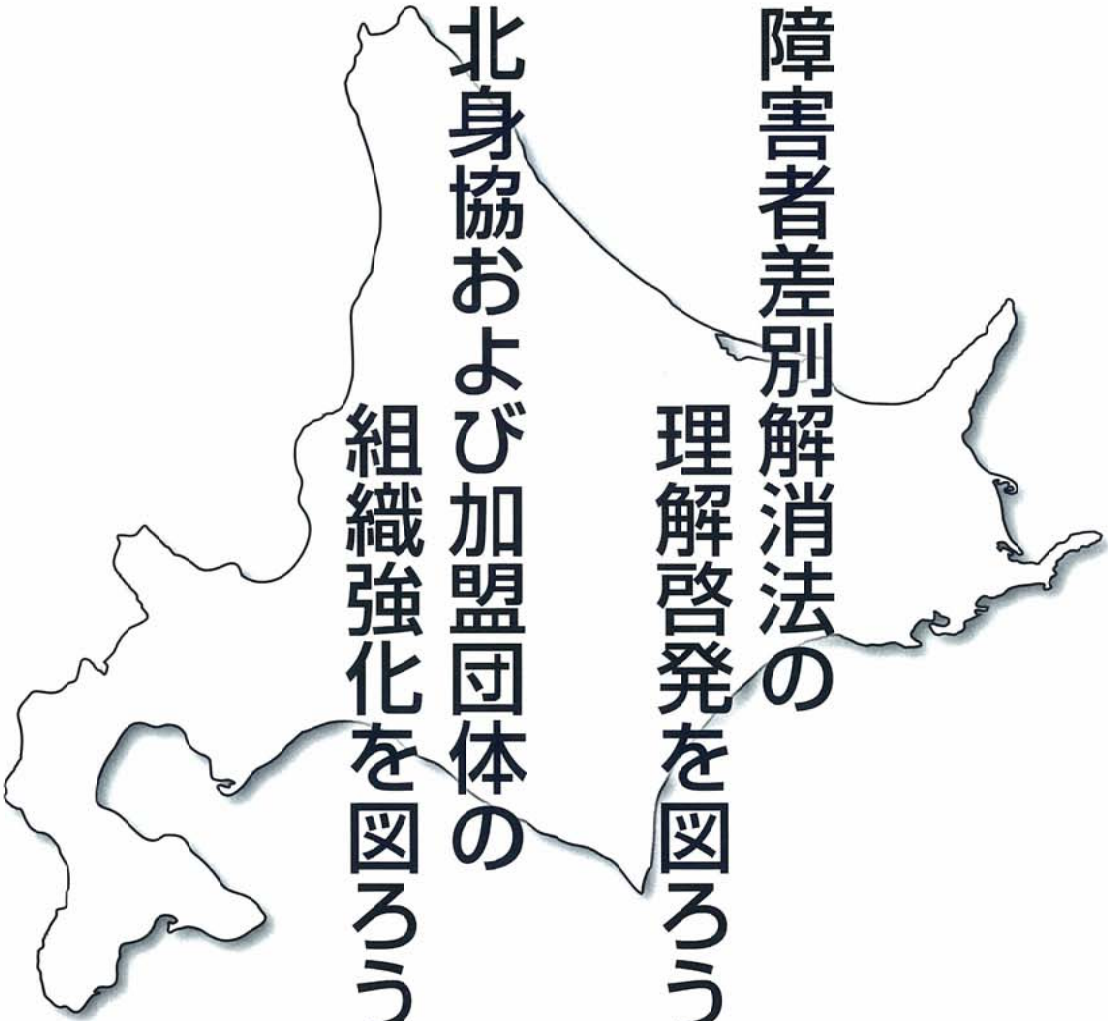 障害者差別解消法の
理解啓発を図ろう
北身協および加盟団体の
組織強化を図ろう